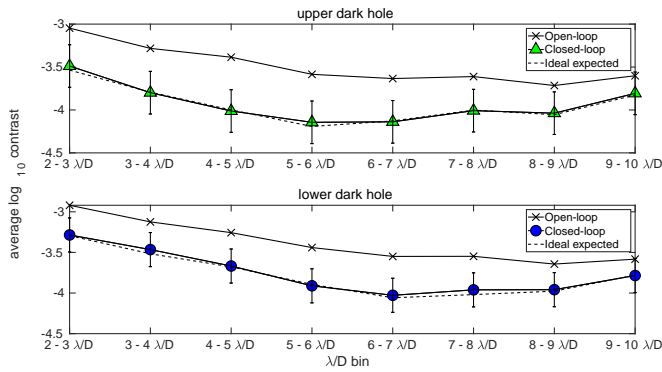 upper dark hole
-3
-3.5
-4
-4.5
Open-loop
Closed-loop
Ideal expected
2 - 3 λ/D 3 - 4 λ/D 4 - 5 λ/D 5 - 6 λ/D 6 - 7 λ/D 7 - 8 λ/D 8 - 9 λ/D 9 - 10 λ/D
average log 10 contrast
lower dark hole
-3
-3.5
-4
-4.5
Open-loop
Closed-loop
Ideal expected
2 - 3 λ/D 3 - 4 λ/D 4 - 5 λ/D 5 - 6 λ/D 6 - 7 λ/D 7 - 8 λ/D 8 - 9 λ/D 9 - 10 λ/D
λ/D bin